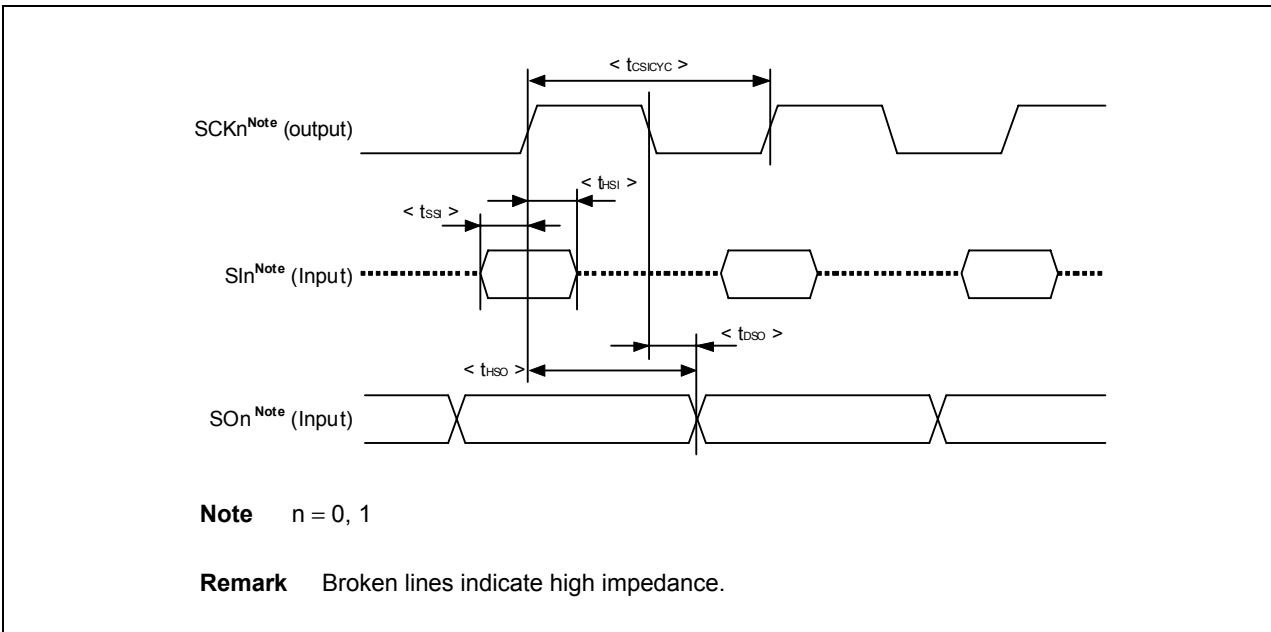 < tCSICYC >
SCKnNote (output)
< tHSI >
< tSSI >
SInNote (Input)
< tDSO >
< tHSO >
SOnNote (Input)
Note n = 0, 1
Remark Broken lines indicate high impedance.